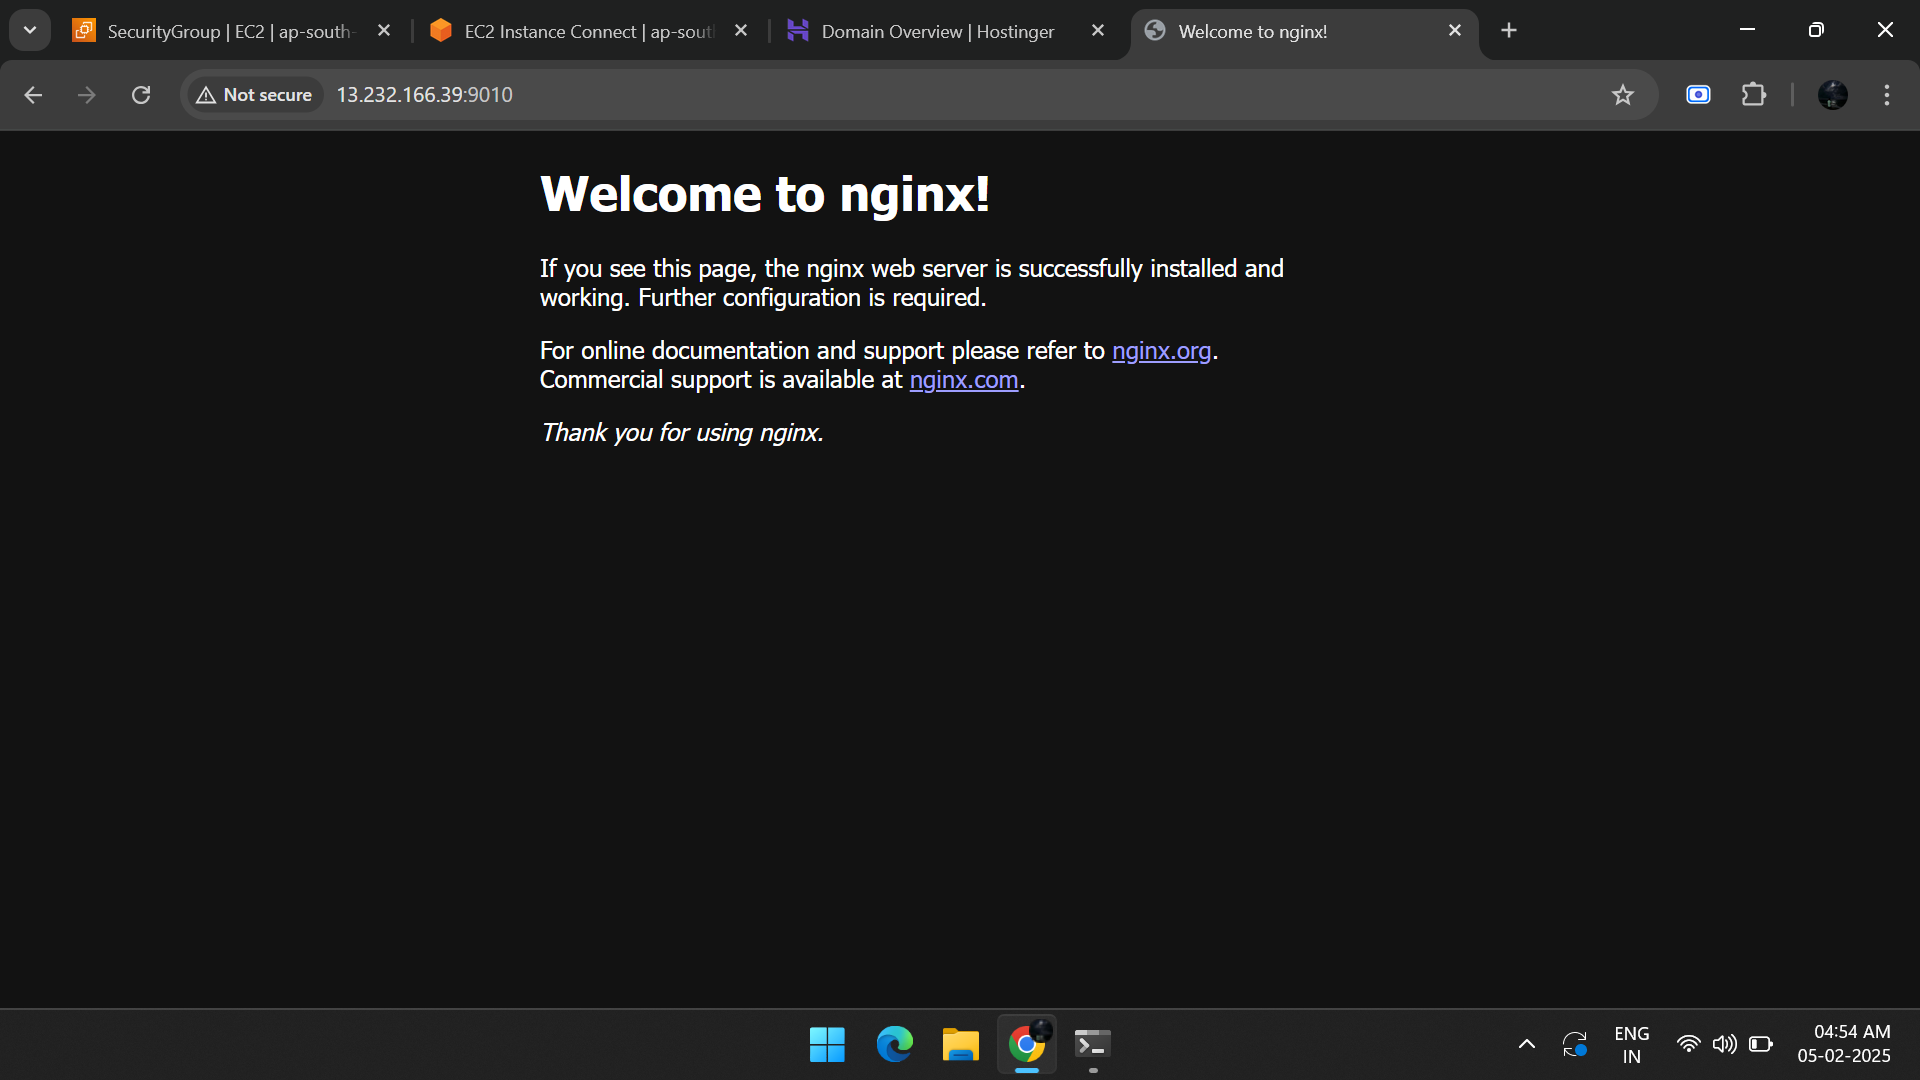 SecurityGroup | EC2 | ap-south-
EC2 Instance Connect | ap-sout
Domain Overview | Hostinger
Welcome to nginx!
Not secure
13.232.166.39:9010
Welcome to nginx!
If you see this page, the nginx web server is successfully installed and
working. Further configuration is required.
For online documentation and support please refer to nginx.org.
Commercial support is available at nginx.com.
Thank you for using nginx.
ENG
IN
04:54 AM
05-02-2025